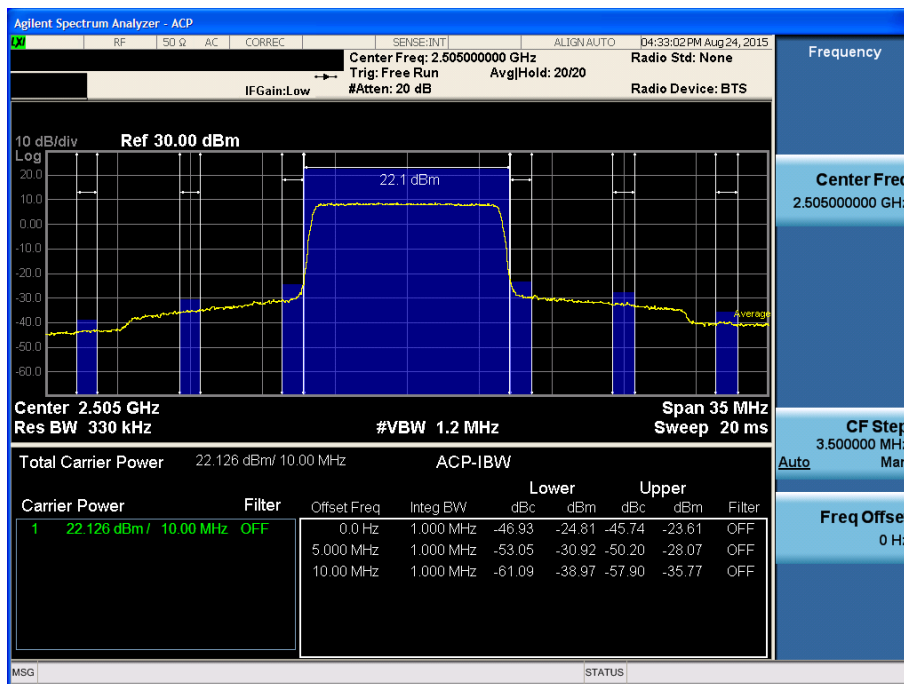 Agilent Spectrum Analyzer - ACP
LXI RF 50 Ω AC CORREC SENSE:INT ALIGN AUTO 04:33:02 PM Aug 24, 2015
Center Freq: 2.505000000 GHz Radio Std: None
Trig: Free Run Avg|Hold: 20/20
IFGain:Low #Atten: 20 dB Radio Device: BTS
10 dB/div Ref 30.00 dBm
Log
20.0
10.0
0.00
-10.0
-20.0
-30.0
-40.0
-50.0
-60.0
22.1 dBm
Average
Center 2.505 GHz Span 35 MHz
Res BW 330 kHz #VBW 1.2 MHz Sweep 20 ms
Total Carrier Power 22.126 dBm/ 10.00 MHz ACP-IBW
Lower Upper
Carrier Power Filter Offset Freq Integ BW dBc dBm dBc dBm Filter
1 22.126 dBm / 10.00 MHz OFF 0.0 Hz 1.000 MHz -46.93 -24.81 -45.74 -23.61 OFF
5.000 MHz 1.000 MHz -53.05 -30.92 -50.20 -28.07 OFF
10.00 MHz 1.000 MHz -61.09 -38.97 -57.90 -35.77 OFF
MSG STATUS
Frequency
Center Freq
2.505000000 GHz
CF Step
3.500000 MHz
Auto Man
Freq Offset
0 Hz